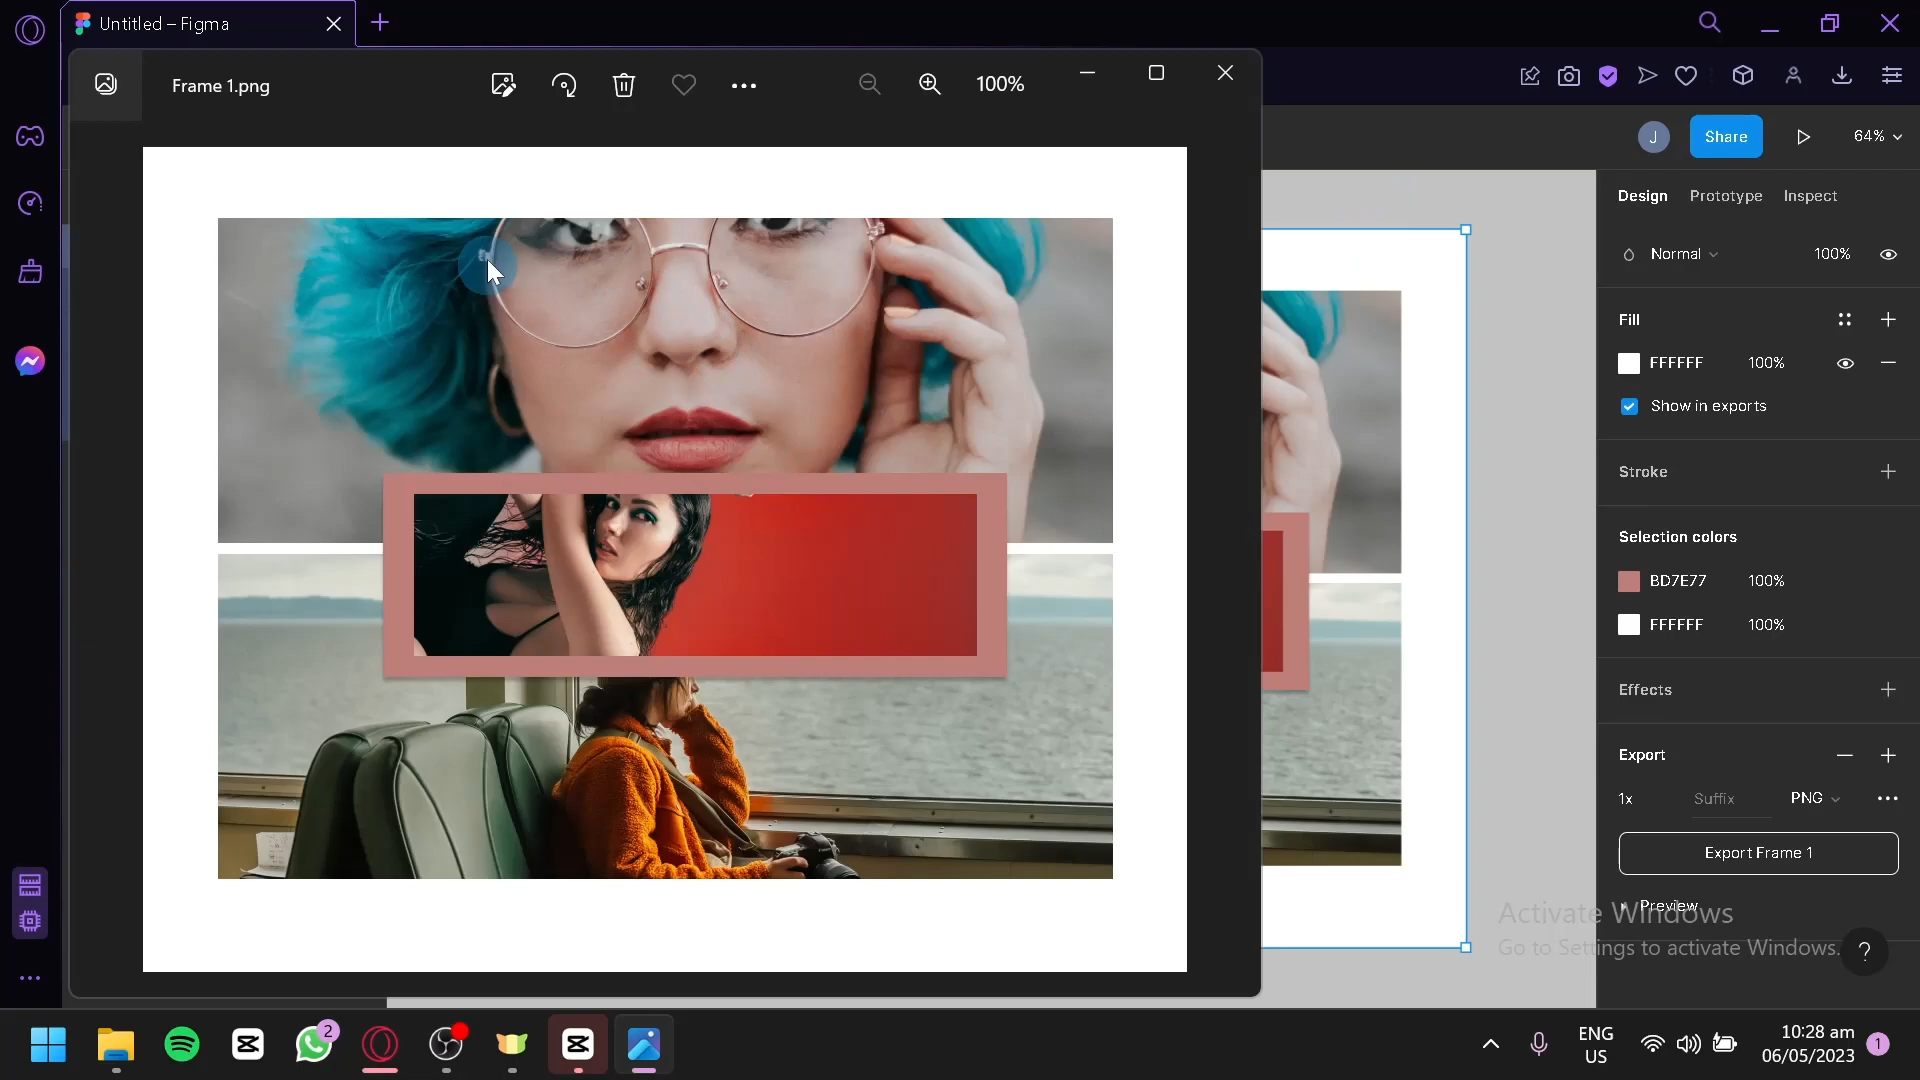 Untitled – Figma
Frame 1.png
100%
J
Share
64%
Design Prototype Inspect
Normal 100%
Fill
FFFFFF 100%
Show in exports
Stroke
Selection colors
BD7E77 100%
FFFFFF 100%
Effects
Export
1x Suffix PNG
Export Frame 1
Preview
Activate Windows
Go to Settings to activate Windows.
?
2
ENG
US
10:28 am
06/05/2023
1